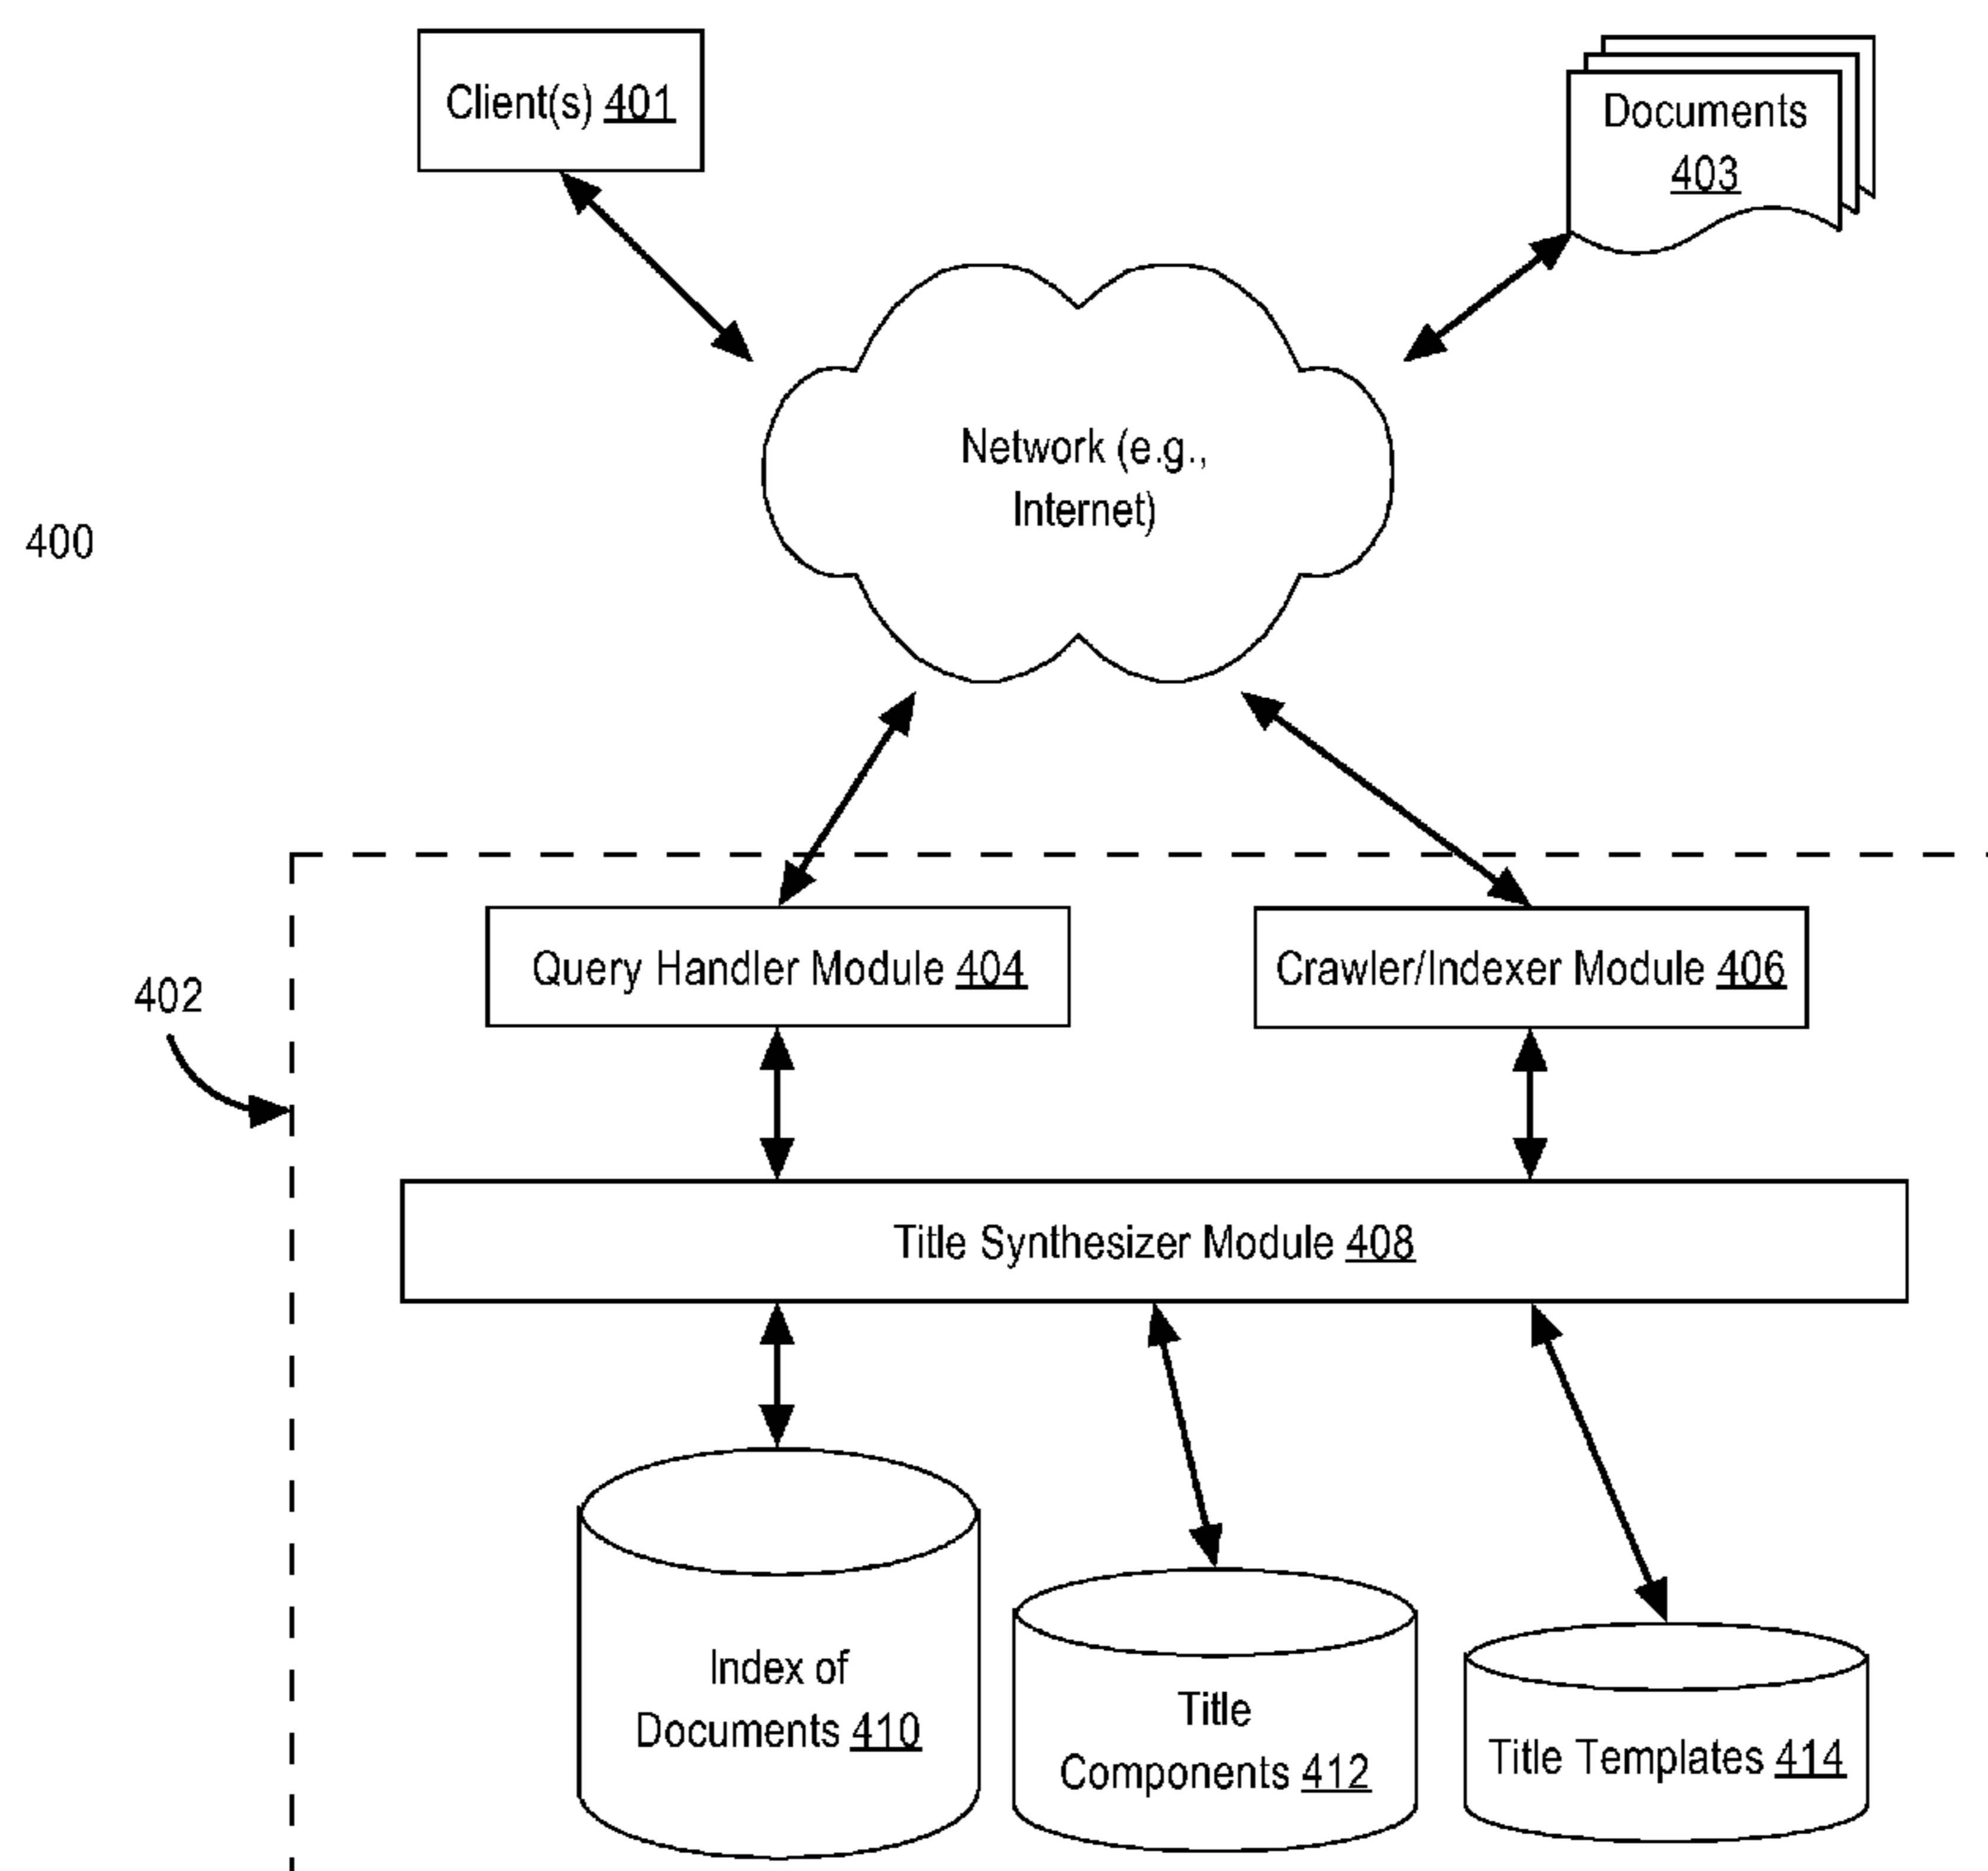 Client(s) 401
Documents
403
Network (e.g.,
Internet)
400
Query Handler Module 404
Crawler/Indexer Module 406
402
Title Synthesizer Module 408
Index of
Documents 410
Title
Components 412
Title Templates 414